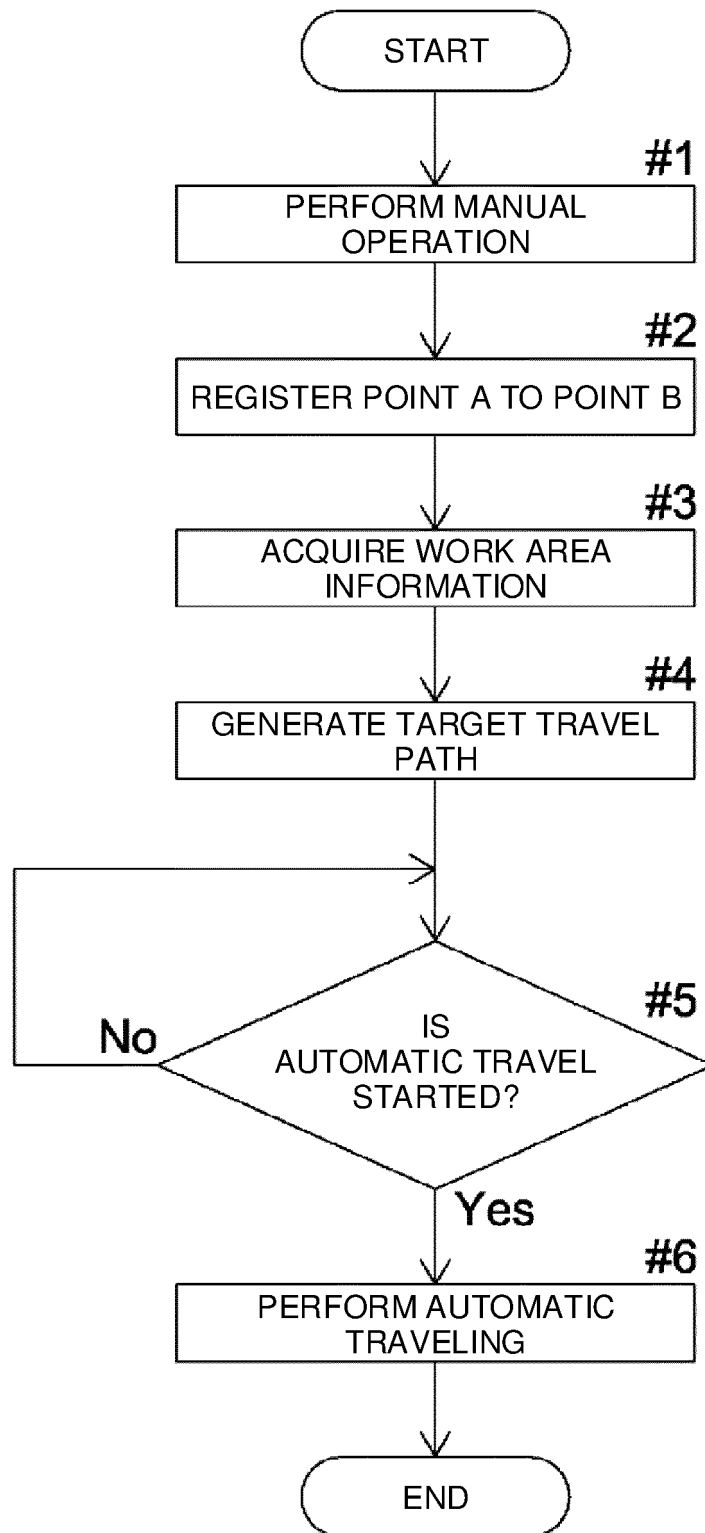 START
#1
PERFORM MANUAL
OPERATION
#2
REGISTER POINT A TO POINT B
#3
ACQUIRE WORK AREA
INFORMATION
#4
GENERATE TARGET TRAVEL
PATH
#5
IS
AUTOMATIC TRAVEL
STARTED?
No
Yes
#6
PERFORM AUTOMATIC
TRAVELING
END